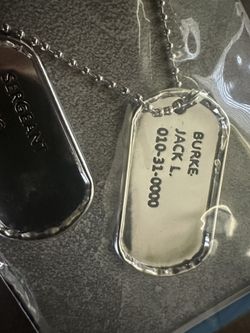 SERGEANT
BURKE
JACK L.
010-31-0000